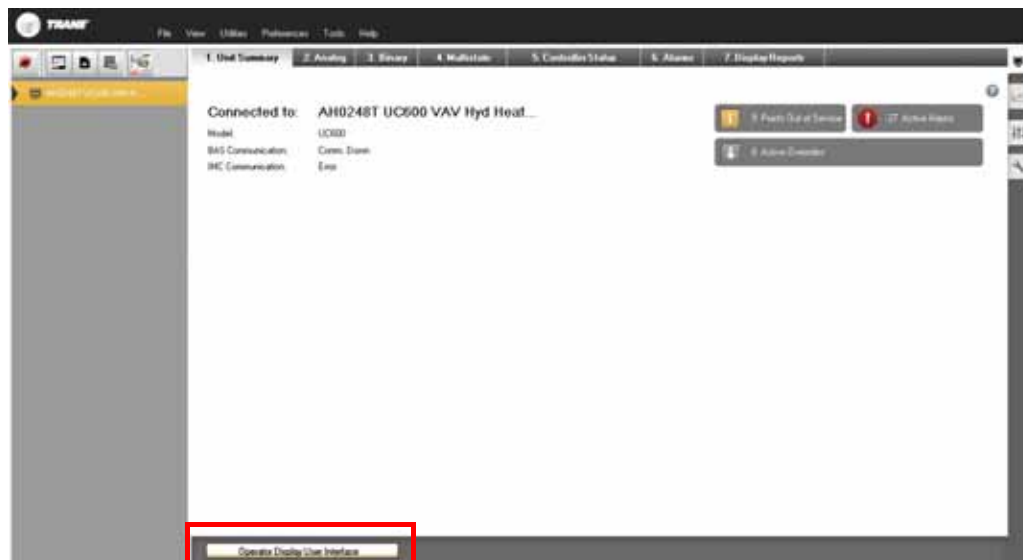 TRANE
File View Utilities Preferences Tools Help
1. Unit Summary 2. Analog 3. Binary 4. Multistate 5. Controller Status 6. Alarms 7. Display Reports
Connected to: AH0248T UC600 VAV Hyd Heat...
Model UC600
BAS Communication: Comm. Down
IMC Communication: Error
Points Out of Service
27 Active Alarms
Active Overrides
Operator Display User Interface